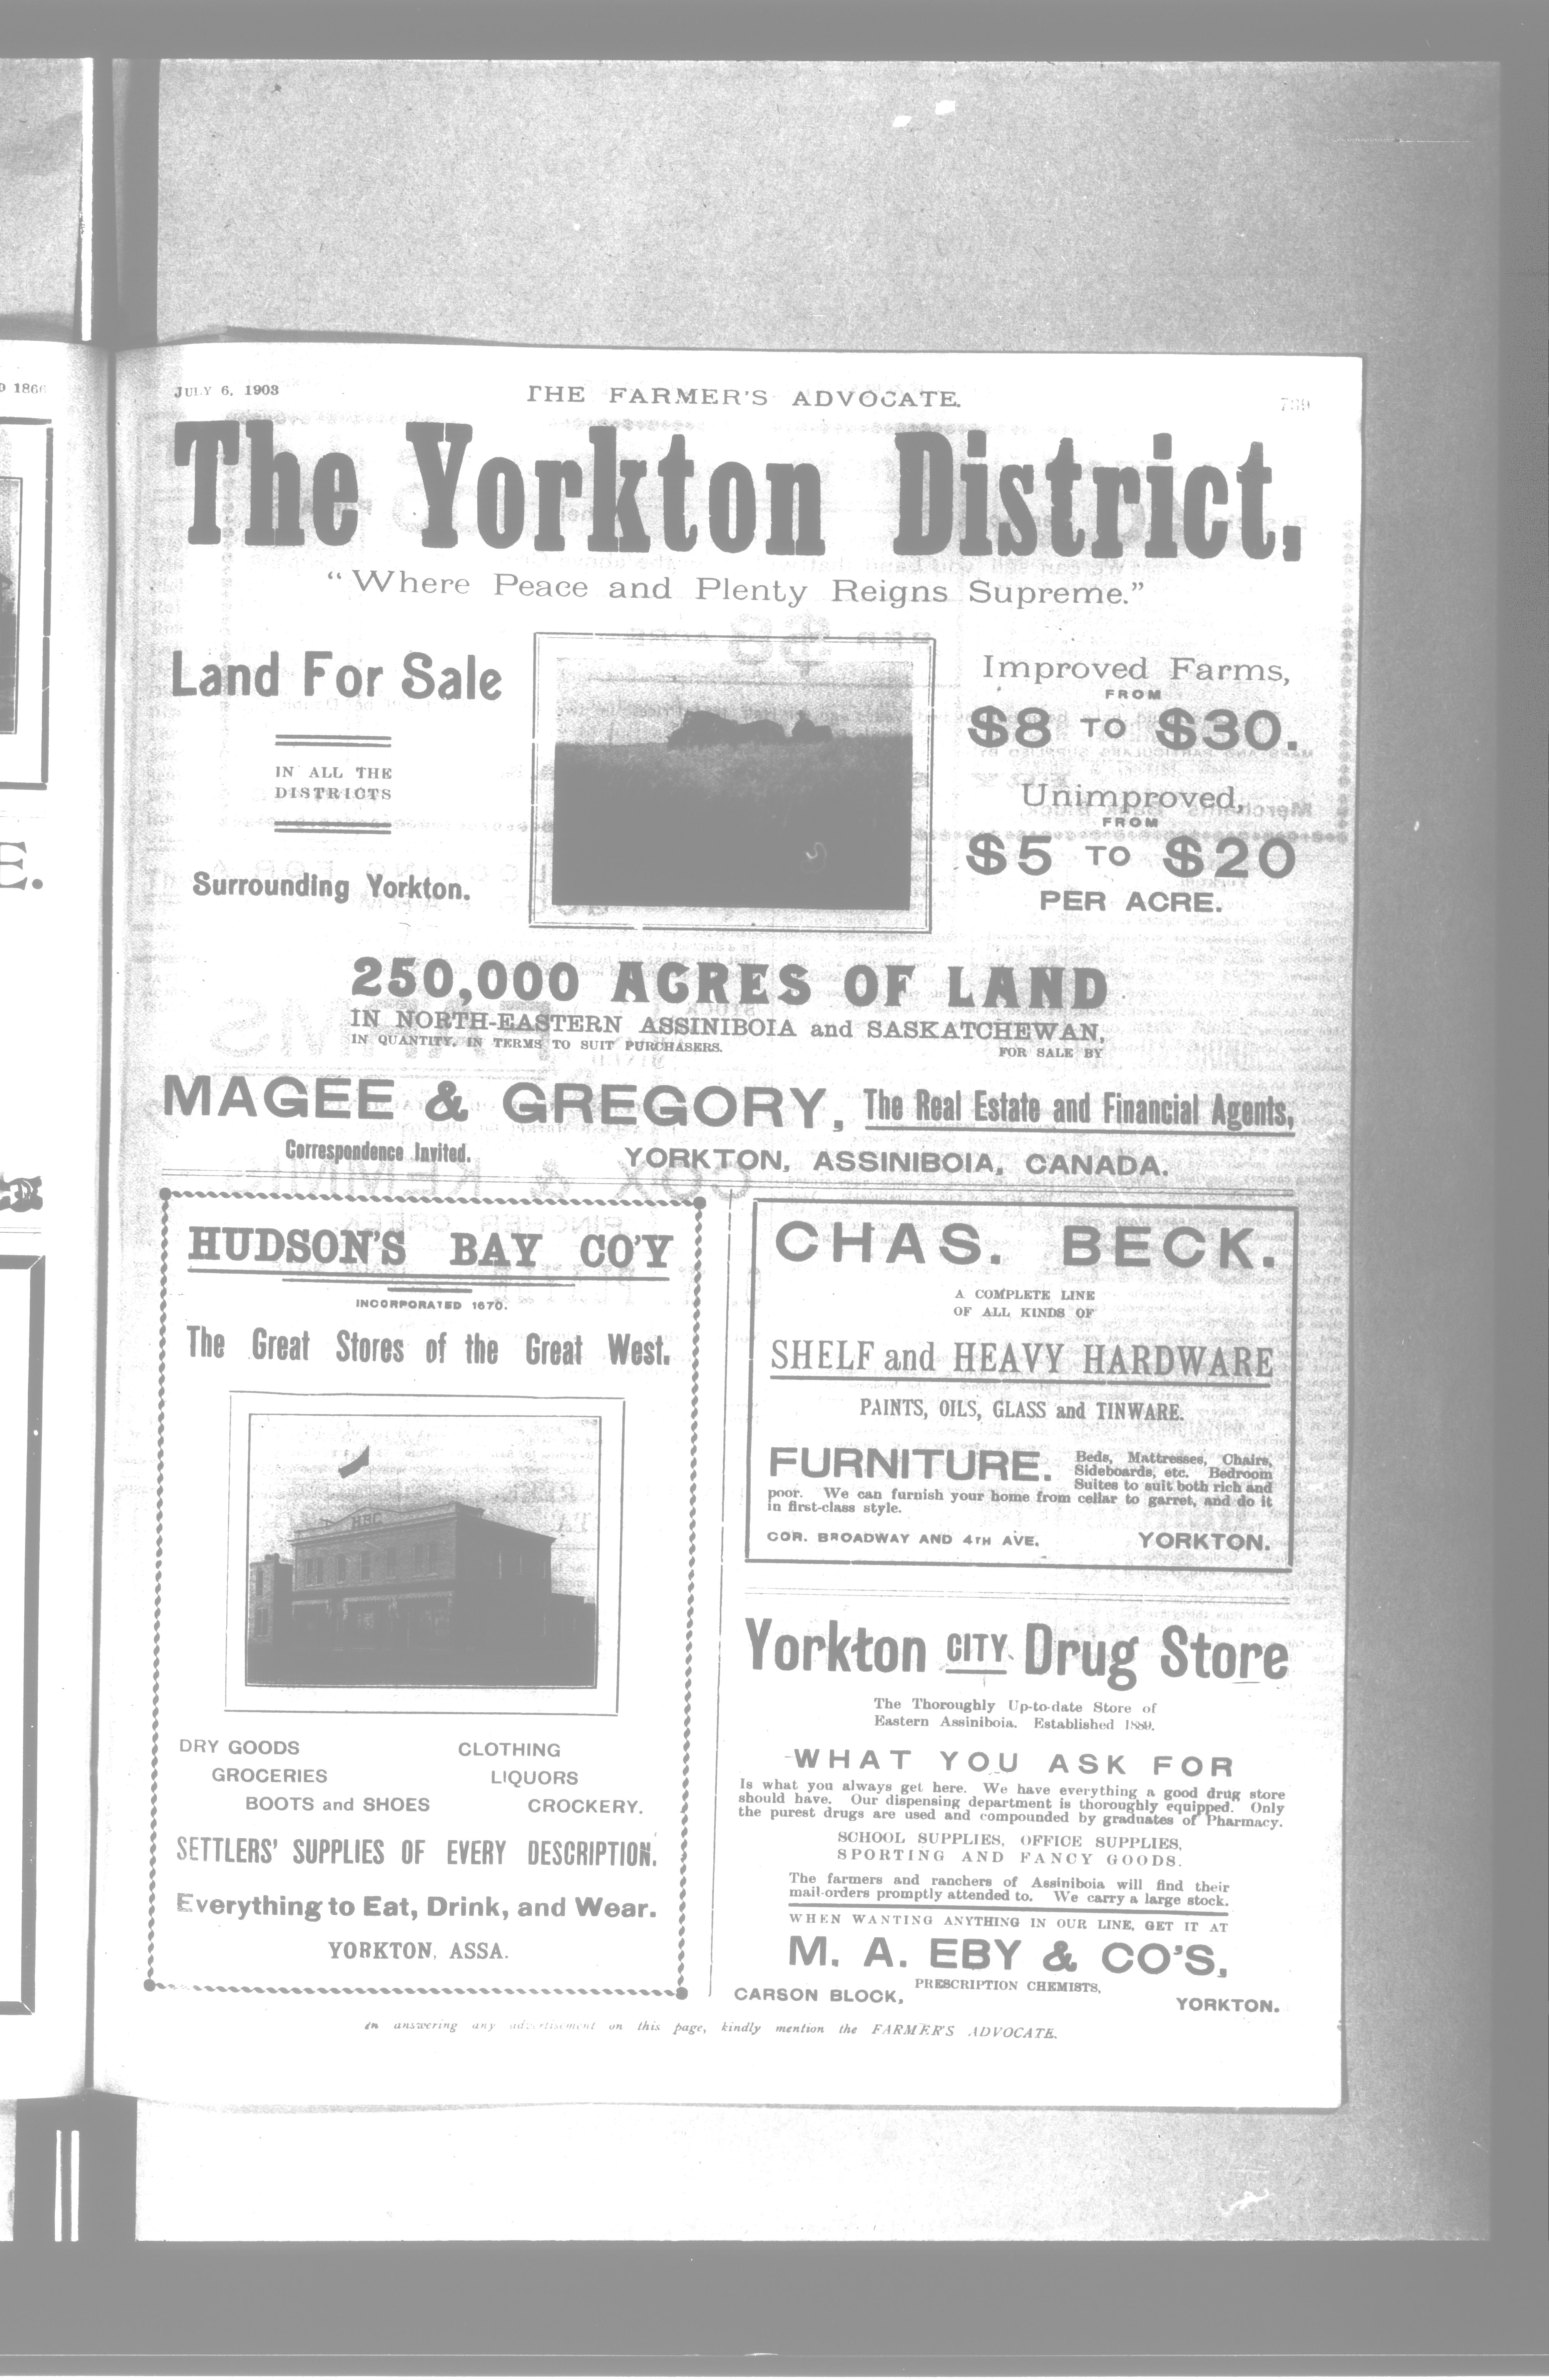 D 1866
E.
JULY 6, 1903
THE FARMER'S ADVOCATE.
The Yorkton District.
“Where Peace and Plenty Reigns Supreme.”
Land For Sale
IN ALL THE
DISTRICTS
Surrounding Yorkton.
Improved Farms,
FROM
$8 TO $30.
Unimproved,
FROM
$5 TO $20
PER ACRE.
250,000 ACRES OF LAND
IN NORTH-EASTERN ASSINIBOIA and SASKATCHEWAN,
IN QUANTITY, IN TERMS TO SUIT PURCHASERS.
FOR SALE BY
MAGEE & GREGORY, The Real Estate and Financial Agents,
Correspondence Invited.
YORKTON, ASSINIBOIA, CANADA.
HUDSON'S BAY CO'Y
INCORPORATED 1670.
The Great Stores of the Great West.
HBC
DRY GOODS
GROCERIES
BOOTS and SHOES
CLOTHING
LIQUORS
CROCKERY.
SETTLERS' SUPPLIES OF EVERY DESCRIPTION.
Everything to Eat, Drink, and Wear.
YORKTON, ASSA.
CHAS. BECK.
A COMPLETE LINE
OF ALL KINDS OF
SHELF and HEAVY HARDWARE
PAINTS, OILS, GLASS and TINWARE.
FURNITURE. Beds, Mattresses, Chairs,
Sideboards, etc. Bedroom
Suites to suit both rich and
poor. We can furnish your home from cellar to garret, and do it
in first-class style.
COR. BROADWAY AND 4TH AVE. YORKTON.
Yorkton CITY Drug Store
The Thoroughly Up-to-date Store of
Eastern Assiniboia. Established 1889.
WHAT YOU ASK FOR
Is what you always get here. We have everything a good drug store
should have. Our dispensing department is thoroughly equipped. Only
the purest drugs are used and compounded by graduates of Pharmacy.
SCHOOL SUPPLIES, OFFICE SUPPLIES,
SPORTING AND FANCY GOODS.
The farmers and ranchers of Assiniboia will find their
mail-orders promptly attended to. We carry a large stock.
WHEN WANTING ANYTHING IN OUR LINE, GET IT AT
M. A. EBY & CO'S,
PRESCRIPTION CHEMISTS,
CARSON BLOCK, YORKTON.
In answering any advertisement on this page, kindly mention the FARMER'S ADVOCATE.